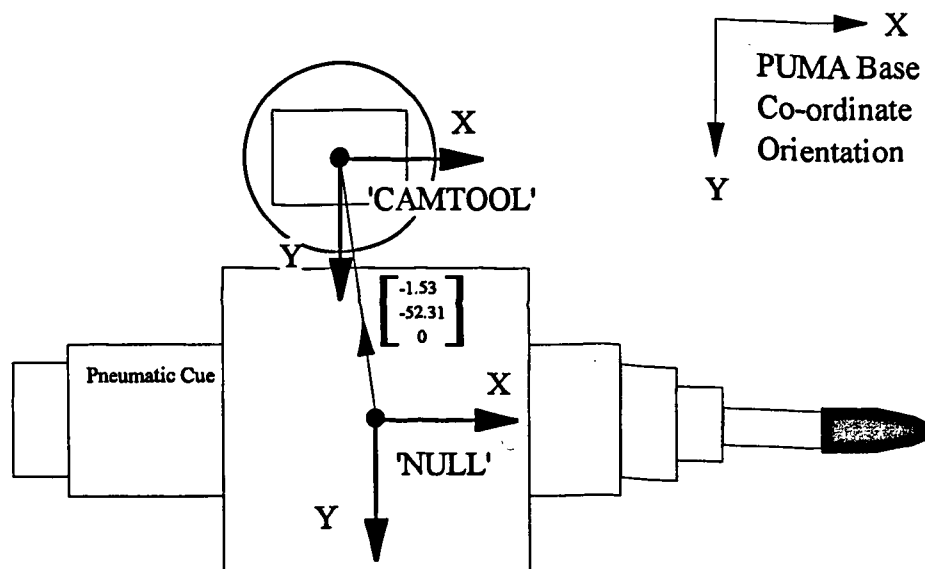 X
PUMA Base
Co-ordinate
Orientation
Y
X
'CAMTOOL'
Y
-1.53
-52.31
0
Pneumatic Cue
X
'NULL'
Y